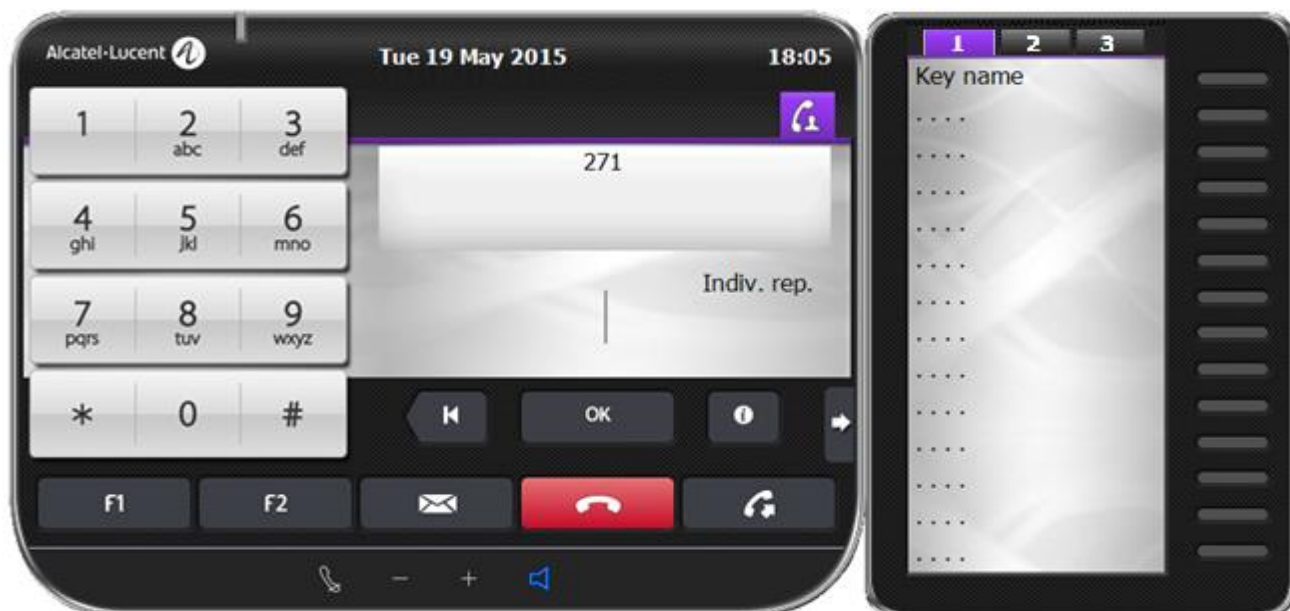 Alcatel·Lucent
Tue 19 May 2015
18:05
1
2
abc
3
def
4
ghi
5
jkl
6
mno
7
pqrs
8
tuv
9
wxyz
*
0
#
271
Indiv. rep.
OK
F1
F2
1 2 3
Key name
. . . .
. . . .
. . . .
. . . .
. . . .
. . . .
. . . .
. . . .
. . . .
. . . .
. . . .
. . . .
. . . .